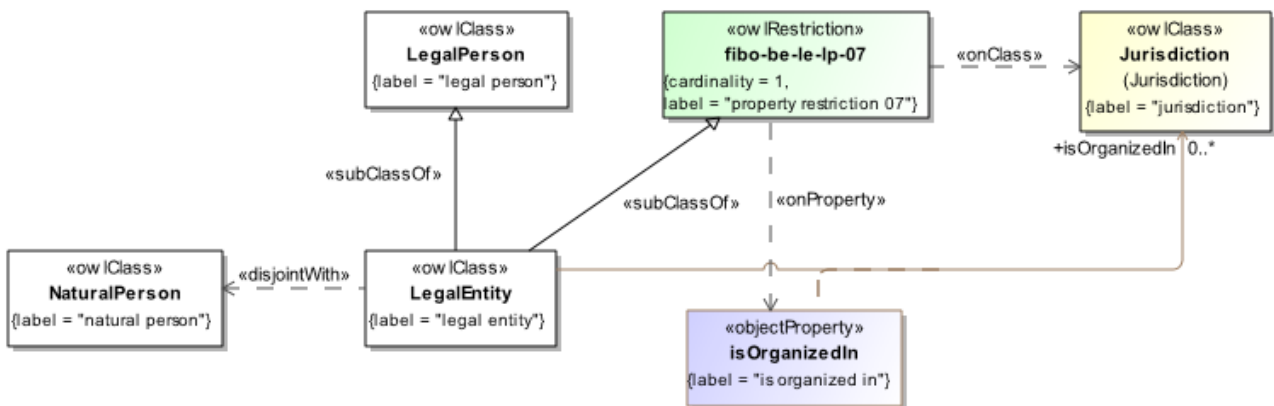 «owlClass»
LegalPerson
{label = "legal person"}
«owlRestriction»
fibo-be-le-lp-07
{cardinality = 1,
label = "property restriction 07"}
«onClass»
«owlClass»
Jurisdiction
(Jurisdiction)
{label = "jurisdiction"}
+isOrganizedIn 0..*
«subClassOf»
«subClassOf»
«onProperty»
«owlClass»
NaturalPerson
{label = "natural person"}
«disjointWith»
«owlClass»
LegalEntity
{label = "legal entity"}
«objectProperty»
isOrganizedIn
{label = "is organized in"}